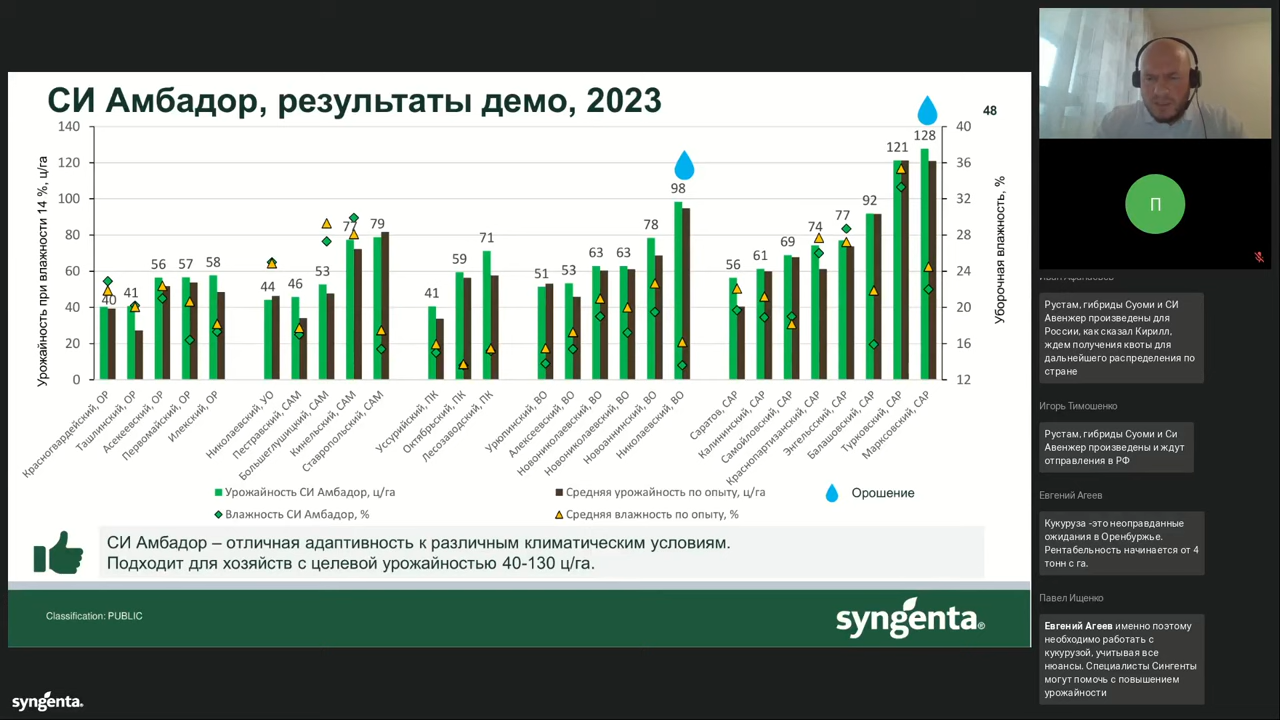 СИ Амбадор, результаты демо, 2023
48
Урожайность при влажности 14 %, ц/га
140
120
100
80
60
40
20
0
40 41 56 57 58 44 46 53 77 79 41 59 71 51 53 63 63 78 98 56 61 69 74 77 92 121 128
40
36
32
28
24
20
16
12
Уборочная влажность, %
Красногвардейский, ОР
Ташлинский, ОР
Асекеевский, ОР
Первомайский, ОР
Илекский, ОР
Николаевский, УО
Пестравский, САМ
Большеглушицкий, САМ
Кинельский, САМ
Ставропольский, САМ
Уссурийский, ПК
Октябрьский, ПК
Лесозаводский, ПК
Урюпинский, ВО
Алексеевский, ВО
Новониколаевский, ВО
Новониколаевский, ВО
Новоаннинский, ВО
Николаевский, ВО
Саратов, САР
Калининский, САР
Самойловский, САР
Краснопартизанский, САР
Энгельсский, САР
Балашовский, САР
Турковский, САР
Марксовский, САР
Урожайность СИ Амбадор, ц/га
Средняя урожайность по опыту, ц/га
Орошение
Влажность СИ Амбадор, %
Средняя влажность по опыту, %
СИ Амбадор – отличная адаптивность к различным климатическим условиям.
Подходит для хозяйств с целевой урожайностью 40-130 ц/га.
Classification: PUBLIC
syngenta®
syngenta.
П
Рустам, гибриды Суоми и СИ
Авенжер произведены для
России, как сказал Кирилл,
ждем получения квоты для
дальнейшего распределения по
стране
Игорь Тимошенко
Рустам, гибриды Суоми и Си
Авенжер произведены и ждут
отправления в РФ
Евгений Агеев
Кукуруза -это неоправданные
ожидания в Оренбуржье.
Рентабельность начинается от 4
тонн с га.
Павел Ищенко
Евгений Агеев именно поэтому
необходимо работать с
кукурузой, учитывая все
нюансы. Специалисты Сингенты
могут помочь с повышением
урожайности